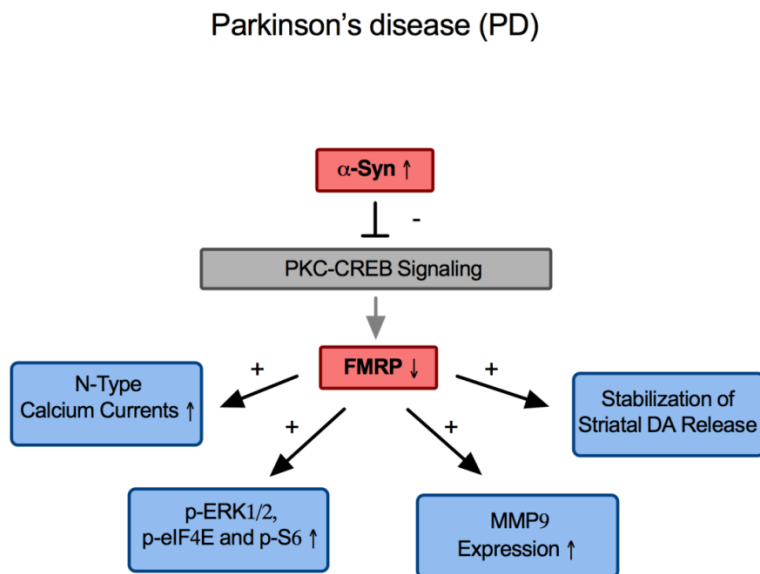 Parkinson's disease (PD)
α-Syn ↑
-
PKC-CREB Signaling
FMRP ↓
+
+
+
+
N-Type
Calcium Currents ↑
Stabilization of
Striatal DA Release
p-ERK1/2,
p-eIF4E and p-S6 ↑
MMP9
Expression ↑